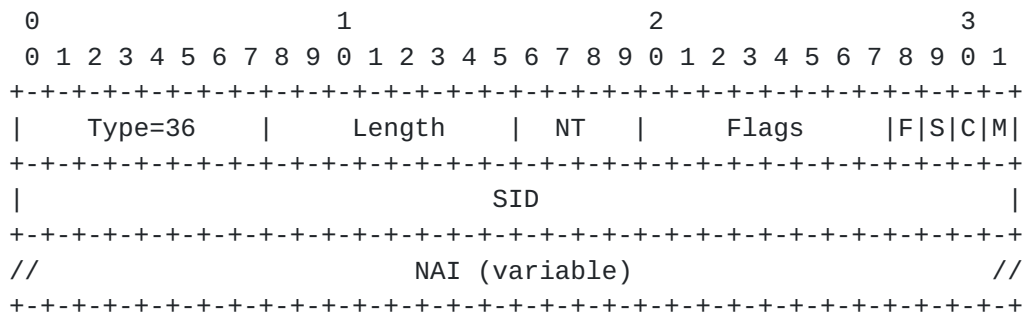 0                   1                   2                   3
 0 1 2 3 4 5 6 7 8 9 0 1 2 3 4 5 6 7 8 9 0 1 2 3 4 5 6 7 8 9 0 1
+-+-+-+-+-+-+-+-+-+-+-+-+-+-+-+-+-+-+-+-+-+-+-+-+-+-+-+-+-+-+-+-+
|    Type=36    |     Length    |  NT   |     Flags     |F|S|C|M|
+-+-+-+-+-+-+-+-+-+-+-+-+-+-+-+-+-+-+-+-+-+-+-+-+-+-+-+-+-+-+-+-+
|                              SID                              |
+-+-+-+-+-+-+-+-+-+-+-+-+-+-+-+-+-+-+-+-+-+-+-+-+-+-+-+-+-+-+-+-+
//                        NAI (variable)                       //
+-+-+-+-+-+-+-+-+-+-+-+-+-+-+-+-+-+-+-+-+-+-+-+-+-+-+-+-+-+-+-+-+